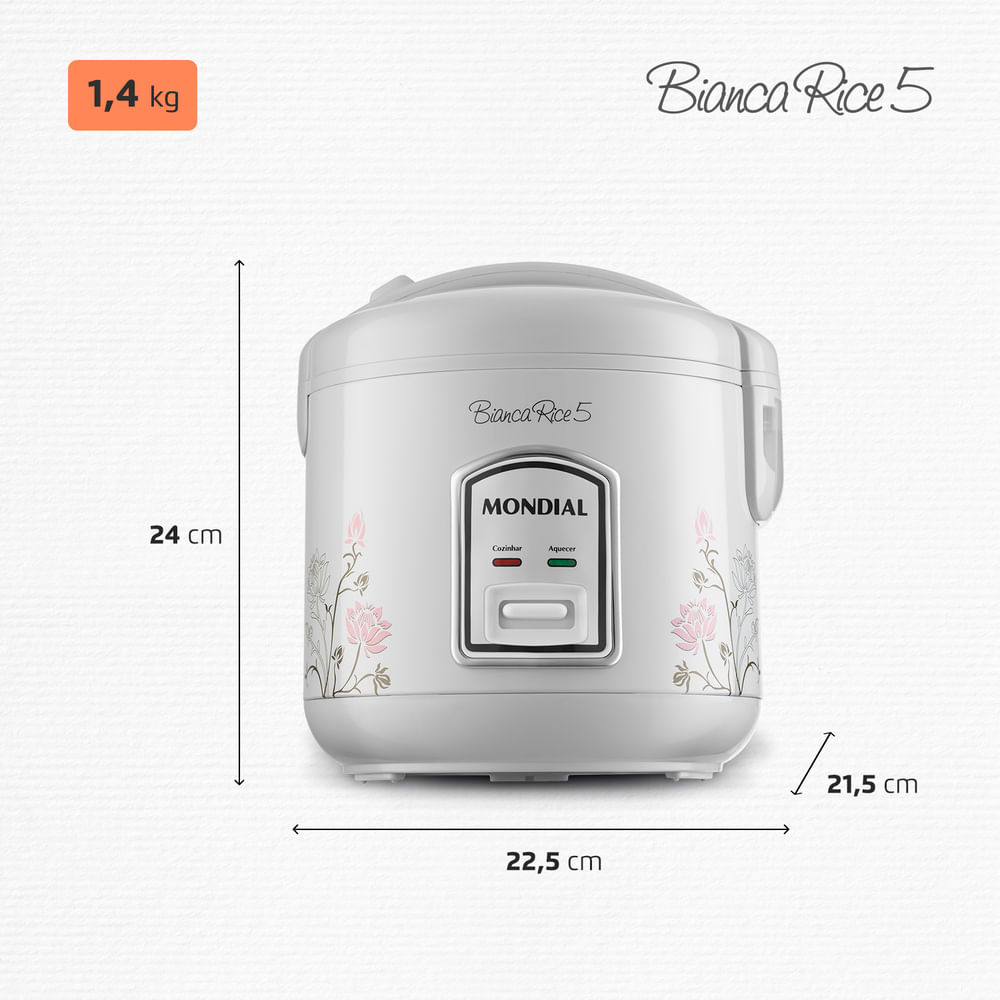 1,4 kg
Bianca Rice 5
Bianca Rice 5
MONDIAL
Cozinhar Aquecer
24 cm
21,5 cm
22,5 cm